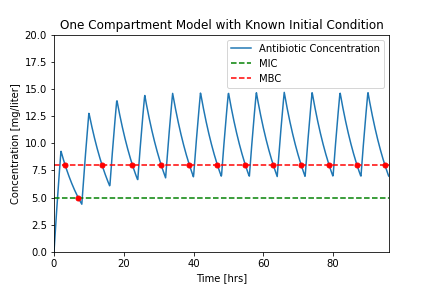 One Compartment Model with Known Initial Condition
20.0
17.5
15.0
12.5
10.0
7.5
5.0
2.5
0.0
Concentration [mg/liter]
Antibiotic Concentration
MIC
MBC
0 20 40 60 80
Time [hrs]